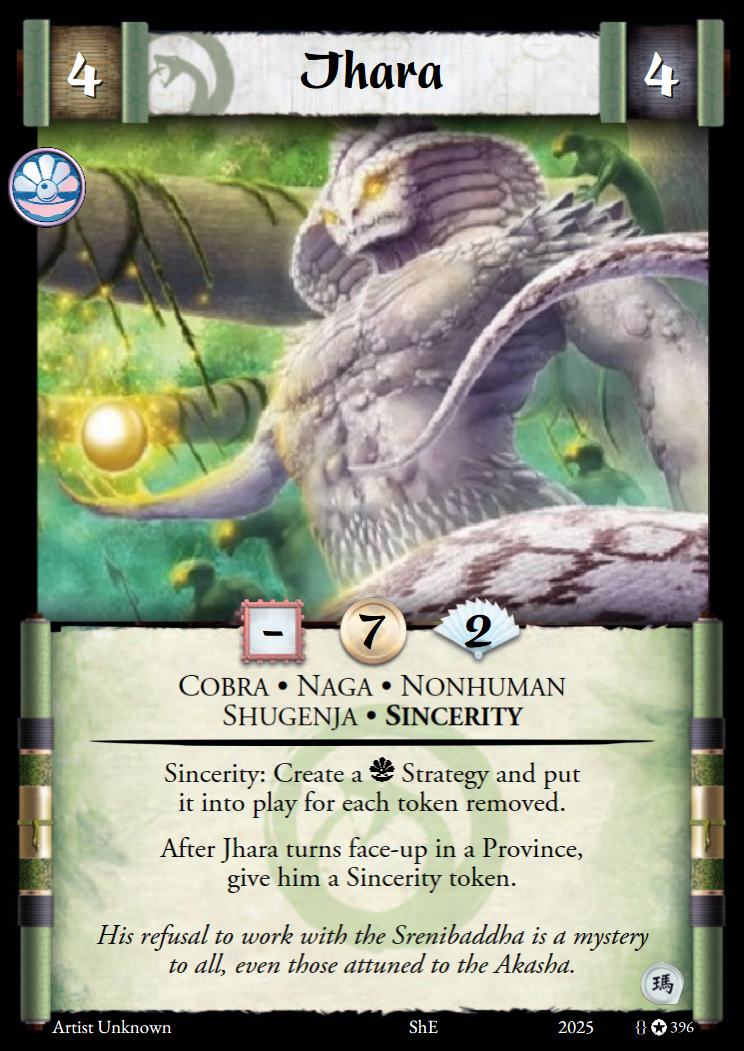 4 Jhara 4
- 7 2
COBRA • NAGA • NONHUMAN
SHUGENJA • SINCERITY
Sincerity: Create a Strategy and put
it into play for each token removed.
After Jhara turns face-up in a Province,
give him a Sincerity token.
His refusal to work with the Srenibaddha is a mystery
to all, even those attuned to the Akasha.
瑪
Artist Unknown ShE 2025 {} ✪ 396